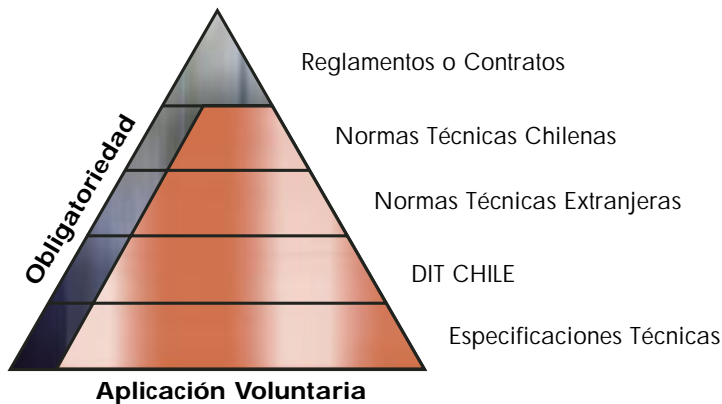 Reglamentos o Contratos
Normas Técnicas Chilenas
Normas Técnicas Extranjeras
DIT CHILE
Especificaciones Técnicas
Obligatoriedad
Aplicación Voluntaria